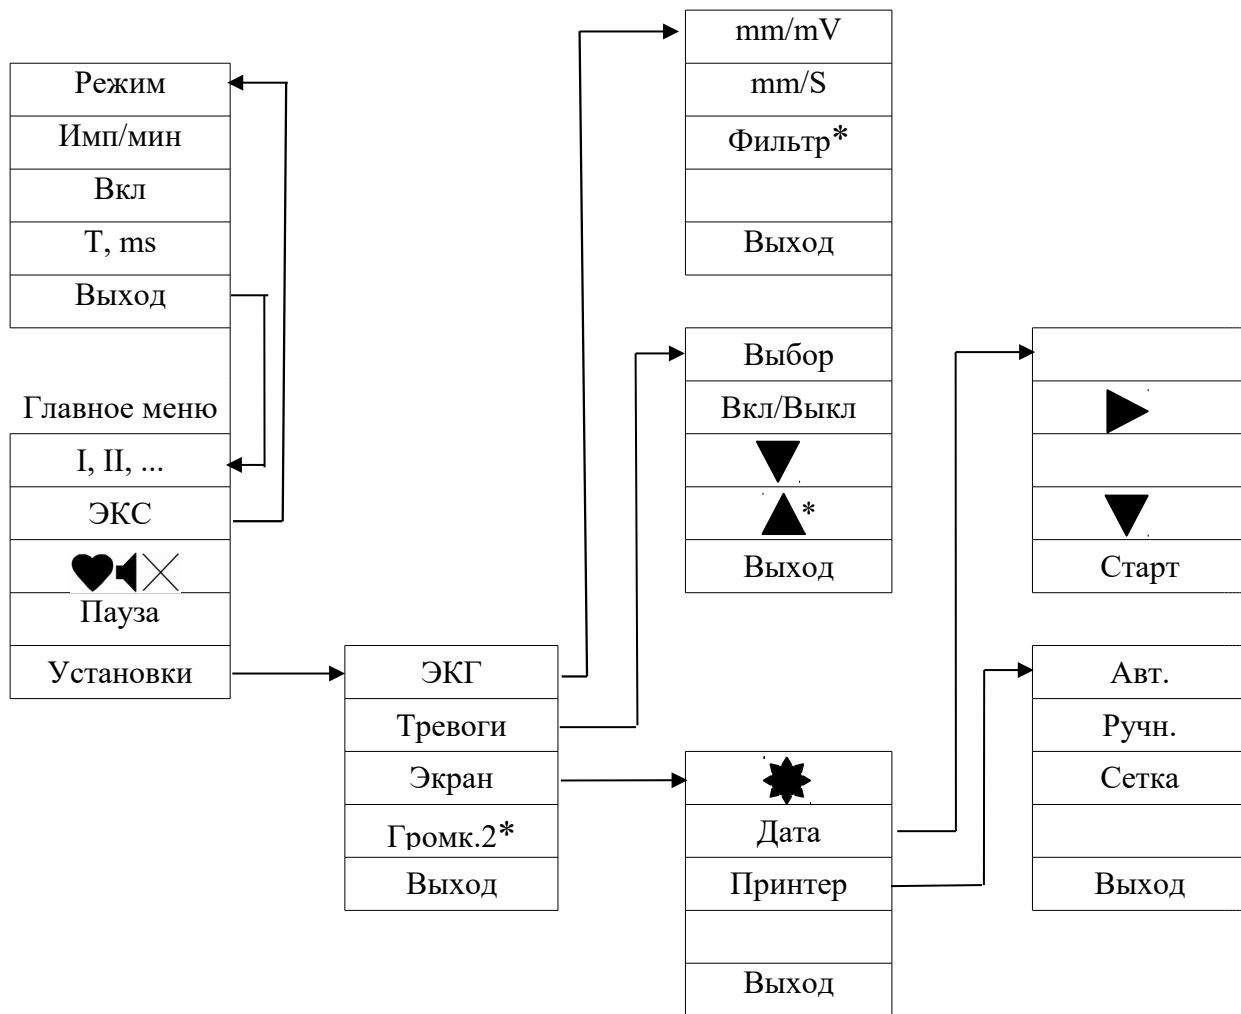 Режим
Имп/мин
Вкл
T, ms
Выход
Главное меню
I, II, ...
ЭКС
Пауза
Установки
ЭКГ
Тревоги
Экран
Громк.2*
Выход
mm/mV
mm/S
Фильтр*
Выход
Выбор
Вкл/Выкл
*
Выход
Дата
Принтер
Выход
Старт
Авт.
Ручн.
Сетка
Выход